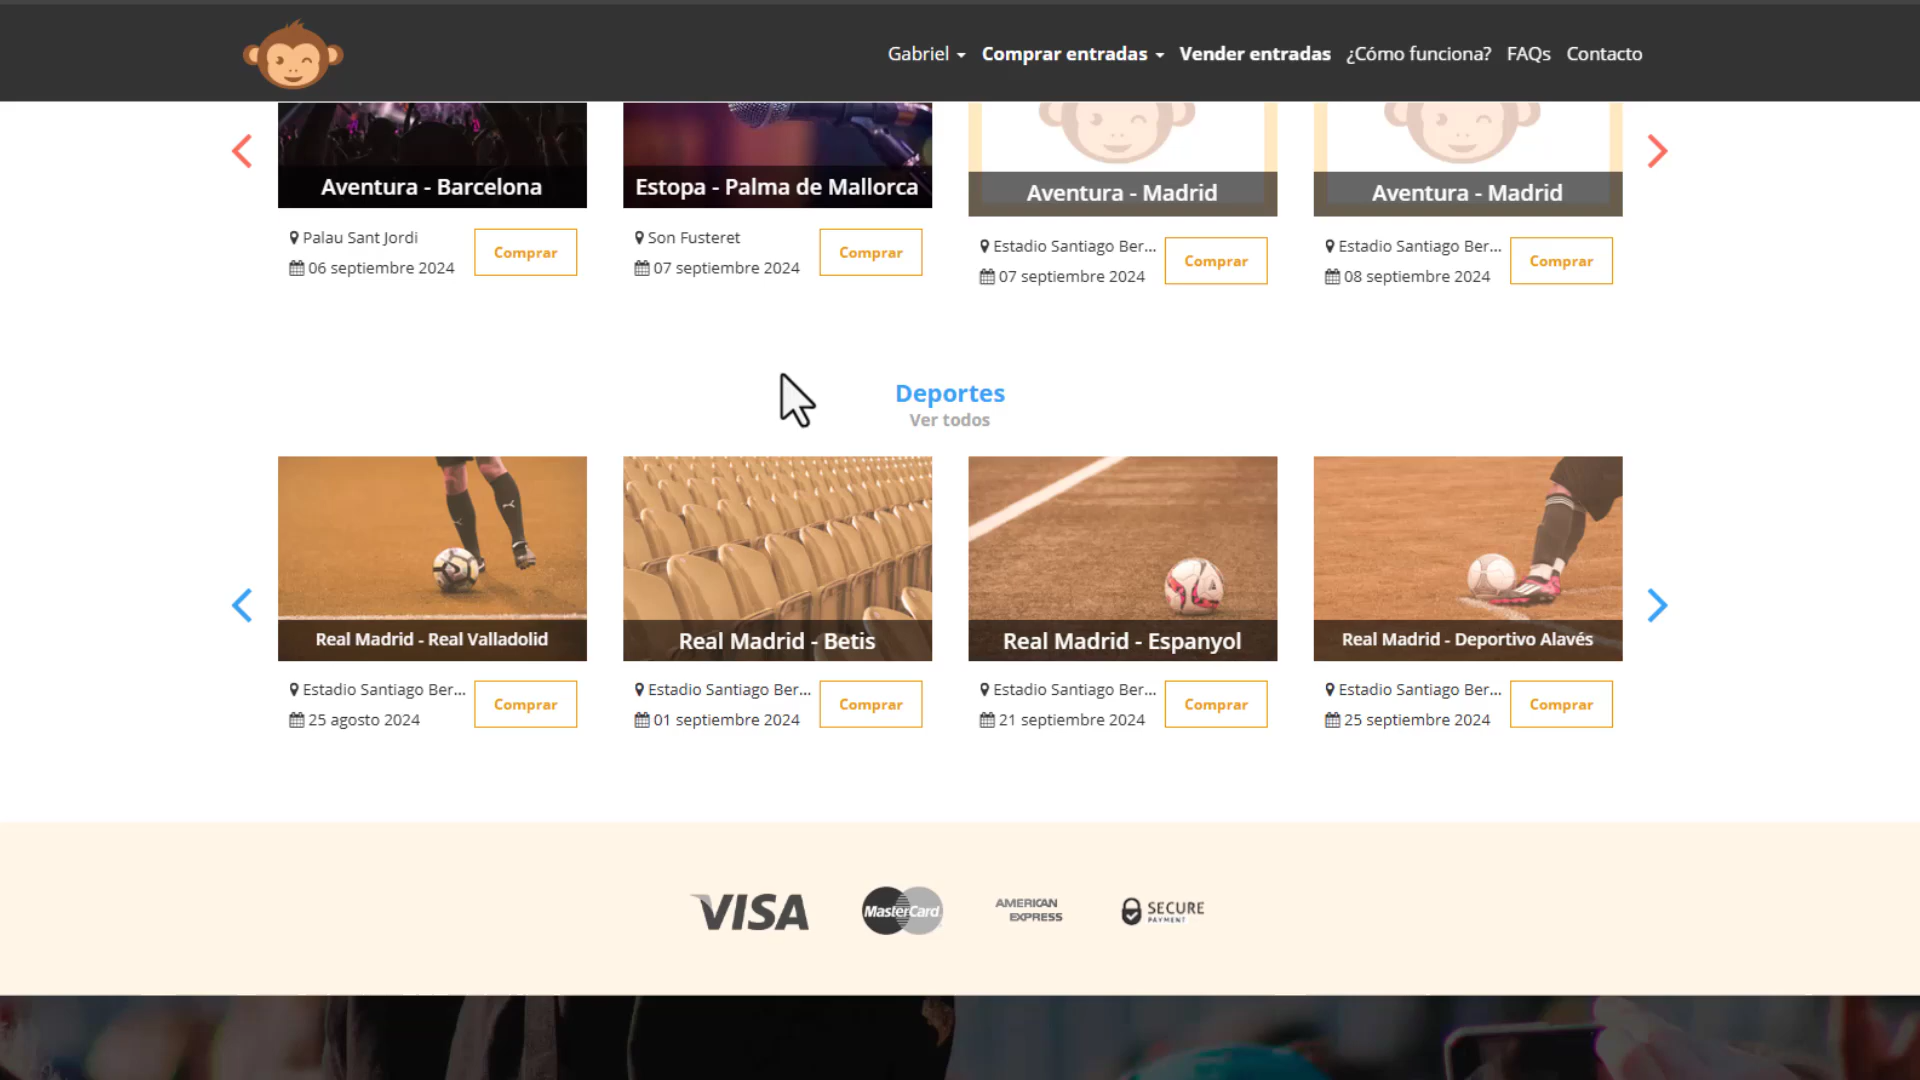 Gabriel Comprar entradas Vender entradas ¿Cómo funciona? FAQs Contacto
Aventura - Barcelona
Palau Sant Jordi
06 septiembre 2024
Comprar
Estopa - Palma de Mallorca
Son Fusteret
07 septiembre 2024
Comprar
Aventura - Madrid
Estadio Santiago Ber...
07 septiembre 2024
Comprar
Aventura - Madrid
Estadio Santiago Ber...
08 septiembre 2024
Comprar
Deportes
Ver todos
Real Madrid - Real Valladolid
Estadio Santiago Ber...
25 agosto 2024
Comprar
Real Madrid - Betis
Estadio Santiago Ber...
01 septiembre 2024
Comprar
Real Madrid - Espanyol
Estadio Santiago Ber...
21 septiembre 2024
Comprar
Real Madrid - Deportivo Alavés
Estadio Santiago Ber...
25 septiembre 2024
Comprar
VISA
MasterCard
AMERICAN
EXPRESS
SECURE
PAYMENT